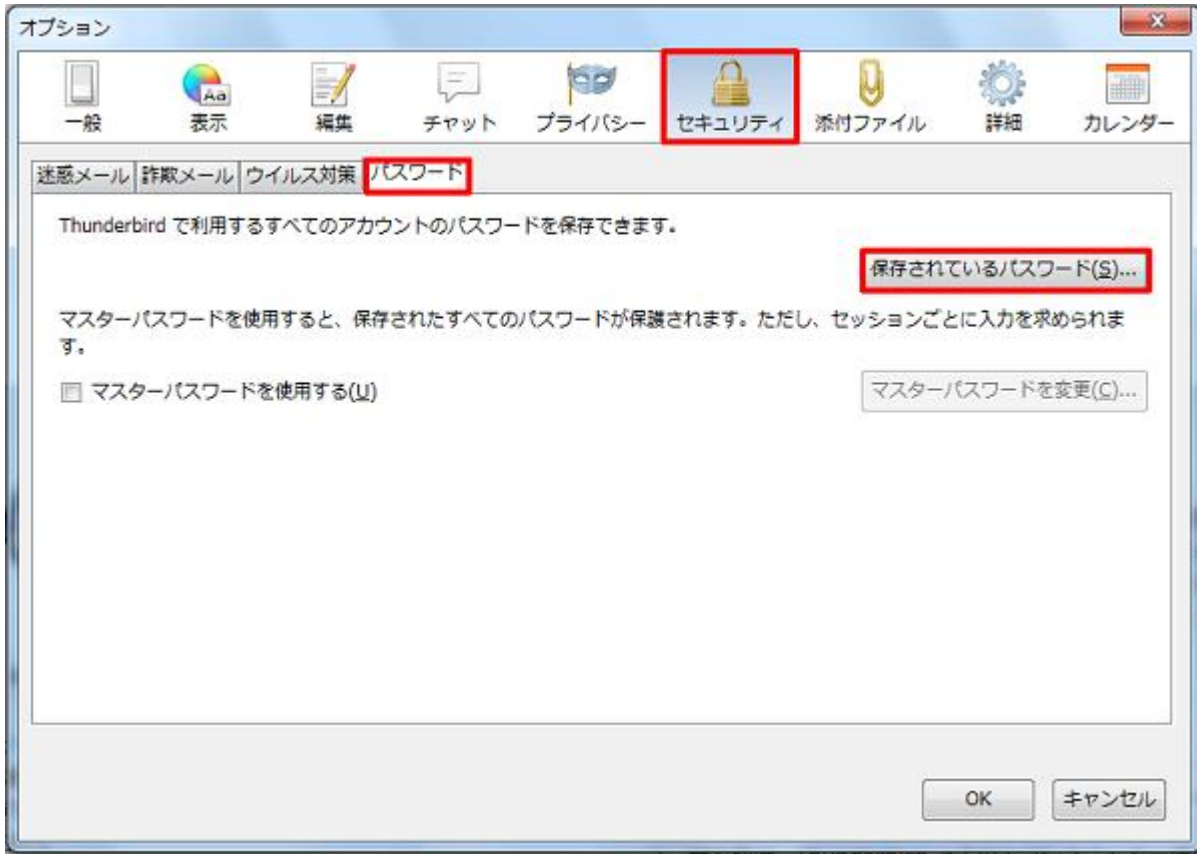 オプション
一般
Aa
表示
編集
チャット
プライバシー
セキュリティ
添付ファイル
詳細
カレンダー
迷惑メール 詐欺メール ウイルス対策 パスワード
Thunderbird で利用するすべてのアカウントのパスワードを保存できます。
保存されているパスワード(S)...
マスターパスワードを使用すると、保存されたすべてのパスワードが保護されます。ただし、セッションごとに入力を求められま
す。
マスターパスワードを使用する(U)
マスターパスワードを変更(C)...
OK
キャンセル